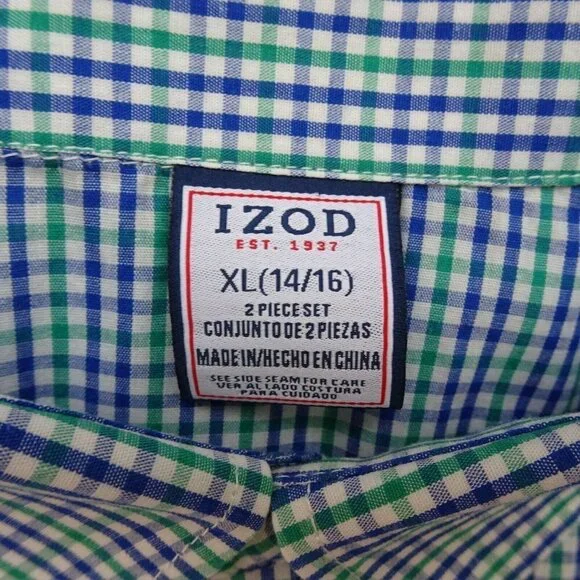 IZOD
EST. 1937
XL(14/16)
2 PIECE SET
CONJUNTO DE 2 PIEZAS
MADE IN/HECHO EN CHINA
SEE SIDE SEAM FOR CARE
VER AL LADO COSTURA
PARA CUIDADO